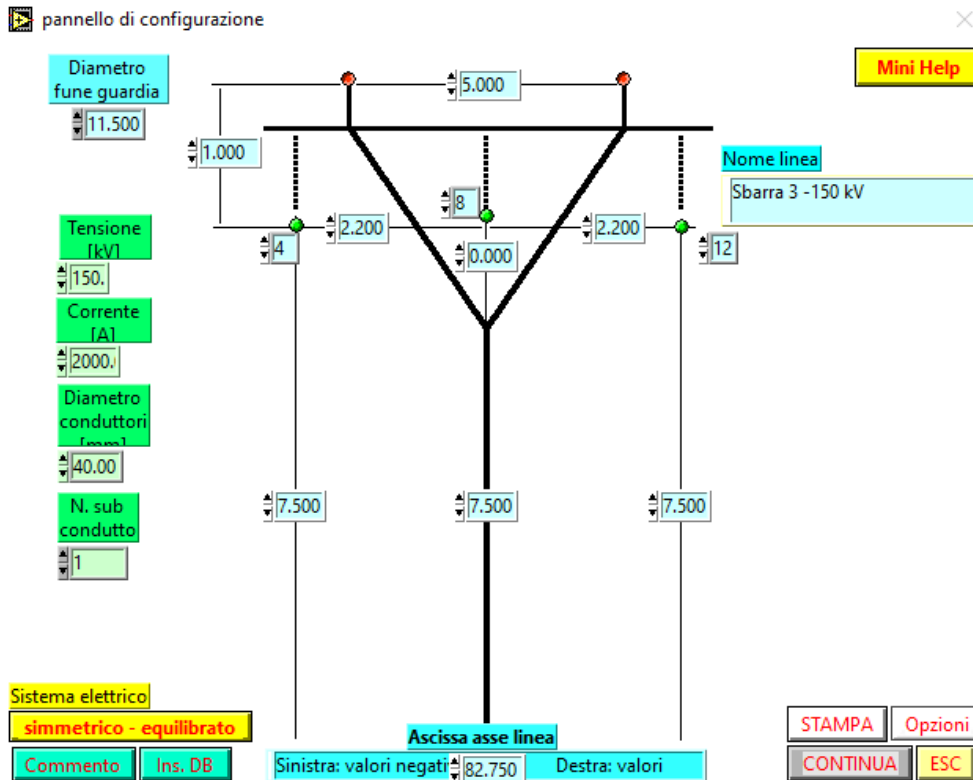 pannello di configurazione
Diametro
fune guardia
11.500
5.000
Mini Help
1.000
Nome linea
Sbarra 3 -150 kV
8
Tensione
[kV]
150.
4
2.200
0.000
2.200
12
Corrente
[A]
2000.
Diametro
conduttori
[mm]
40.00
N. sub
condutto
1
7.500
7.500
7.500
Sistema elettrico
simmetrico - equilibrato
Commento
Ins. DB
Ascissa asse linea
Sinistra: valori negati
82.750
Destra: valori
STAMPA
Opzioni
CONTINUA
ESC